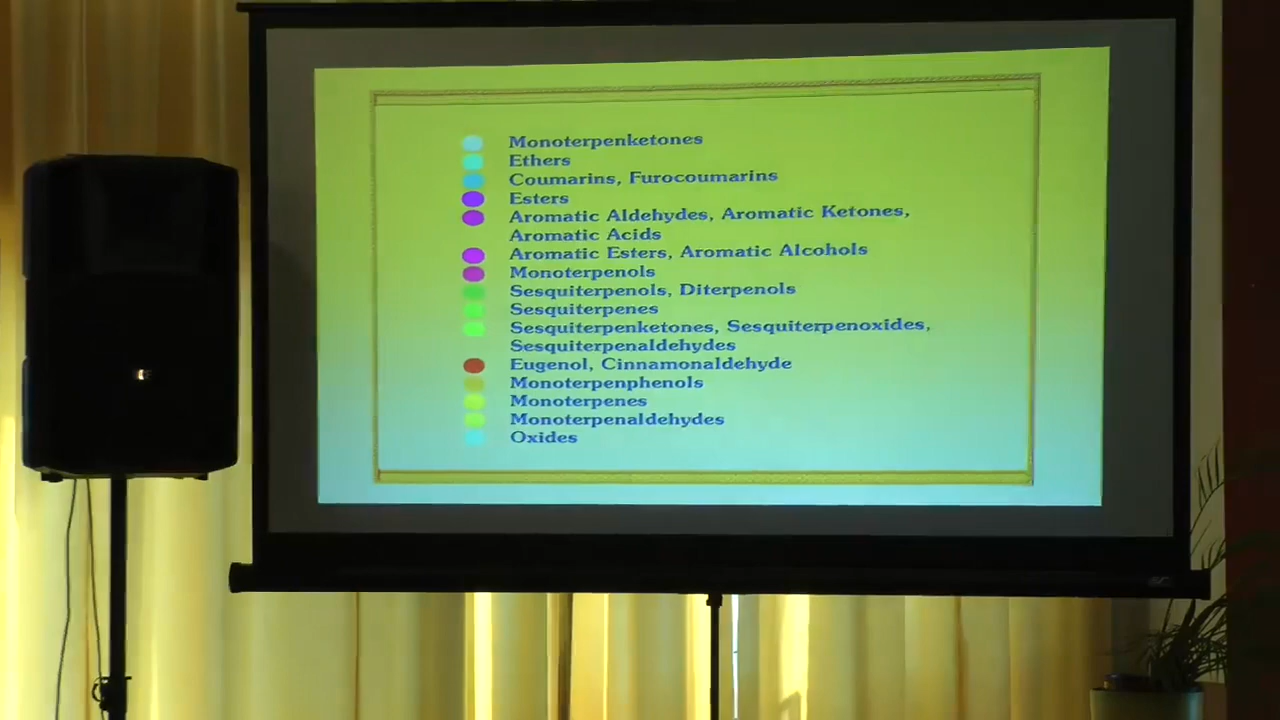 Monoterpenketones
Ethers
Coumarins, Furocoumarins
Esters
Aromatic Aldehydes, Aromatic Ketones,
Aromatic Acids
Aromatic Esters, Aromatic Alcohols
Monoterpenols
Sesquiterpenols, Diterpenols
Sesquiterpenes
Sesquiterpenketones, Sesquiterpenoxides,
Sesquiterpenaldehydes
Eugenol, Cinnamonaldehyde
Monoterpenphenols
Monoterpenes
Monoterpenaldehydes
Oxides